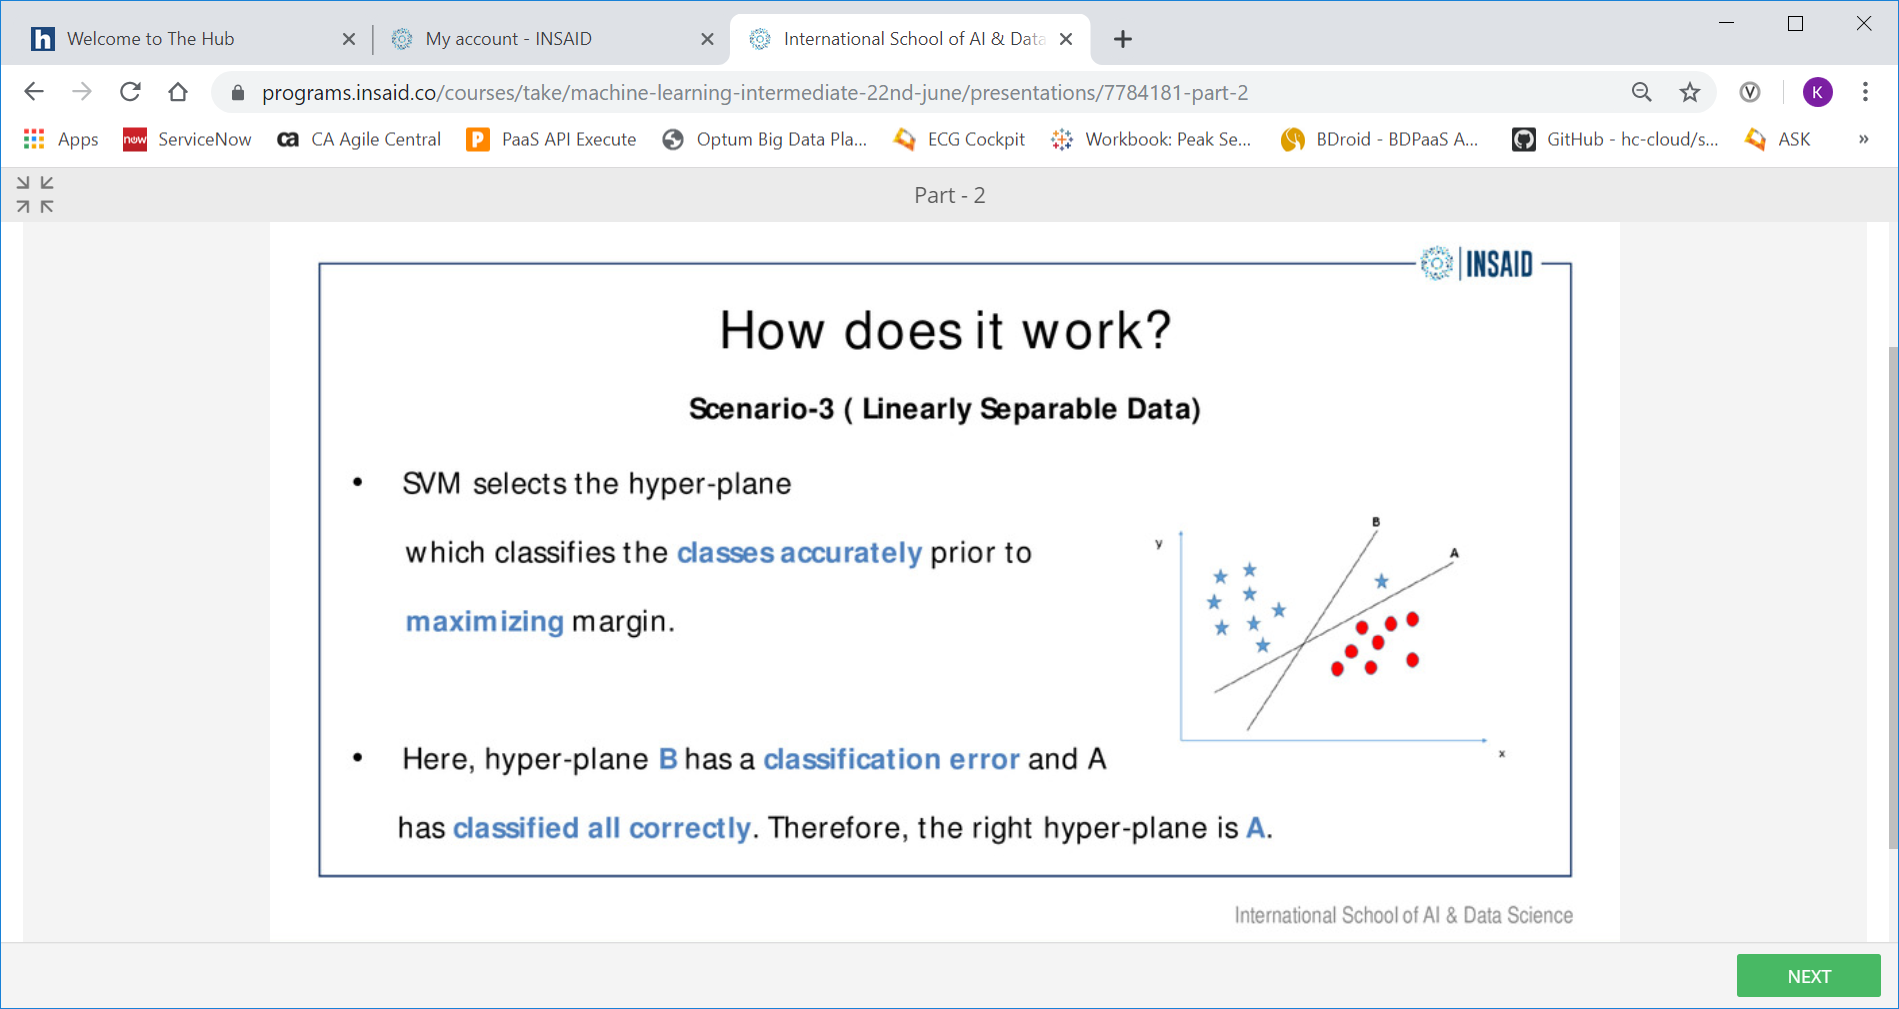 Welcome to The Hub
My account - INSAID
International School of AI & Data
programs.insaid.co/courses/take/machine-learning-intermediate-22nd-june/presentations/7784181-part-2
K
Apps
now ServiceNow
ca CA Agile Central
P PaaS API Execute
Optum Big Data Pla...
ECG Cockpit
Workbook: Peak Se...
BDroid - BDPaaS A...
GitHub - hc-cloud/s...
ASK
»
Part - 2
INSAID
How does it work?
Scenario-3 ( Linearly Separable Data)
• SVM selects the hyper-plane
which classifies the classes accurately prior to
maximizing margin.
B
A
y
x
• Here, hyper-plane B has a classification error and A
has classified all correctly. Therefore, the right hyper-plane is A.
International School of AI & Data Science
NEXT